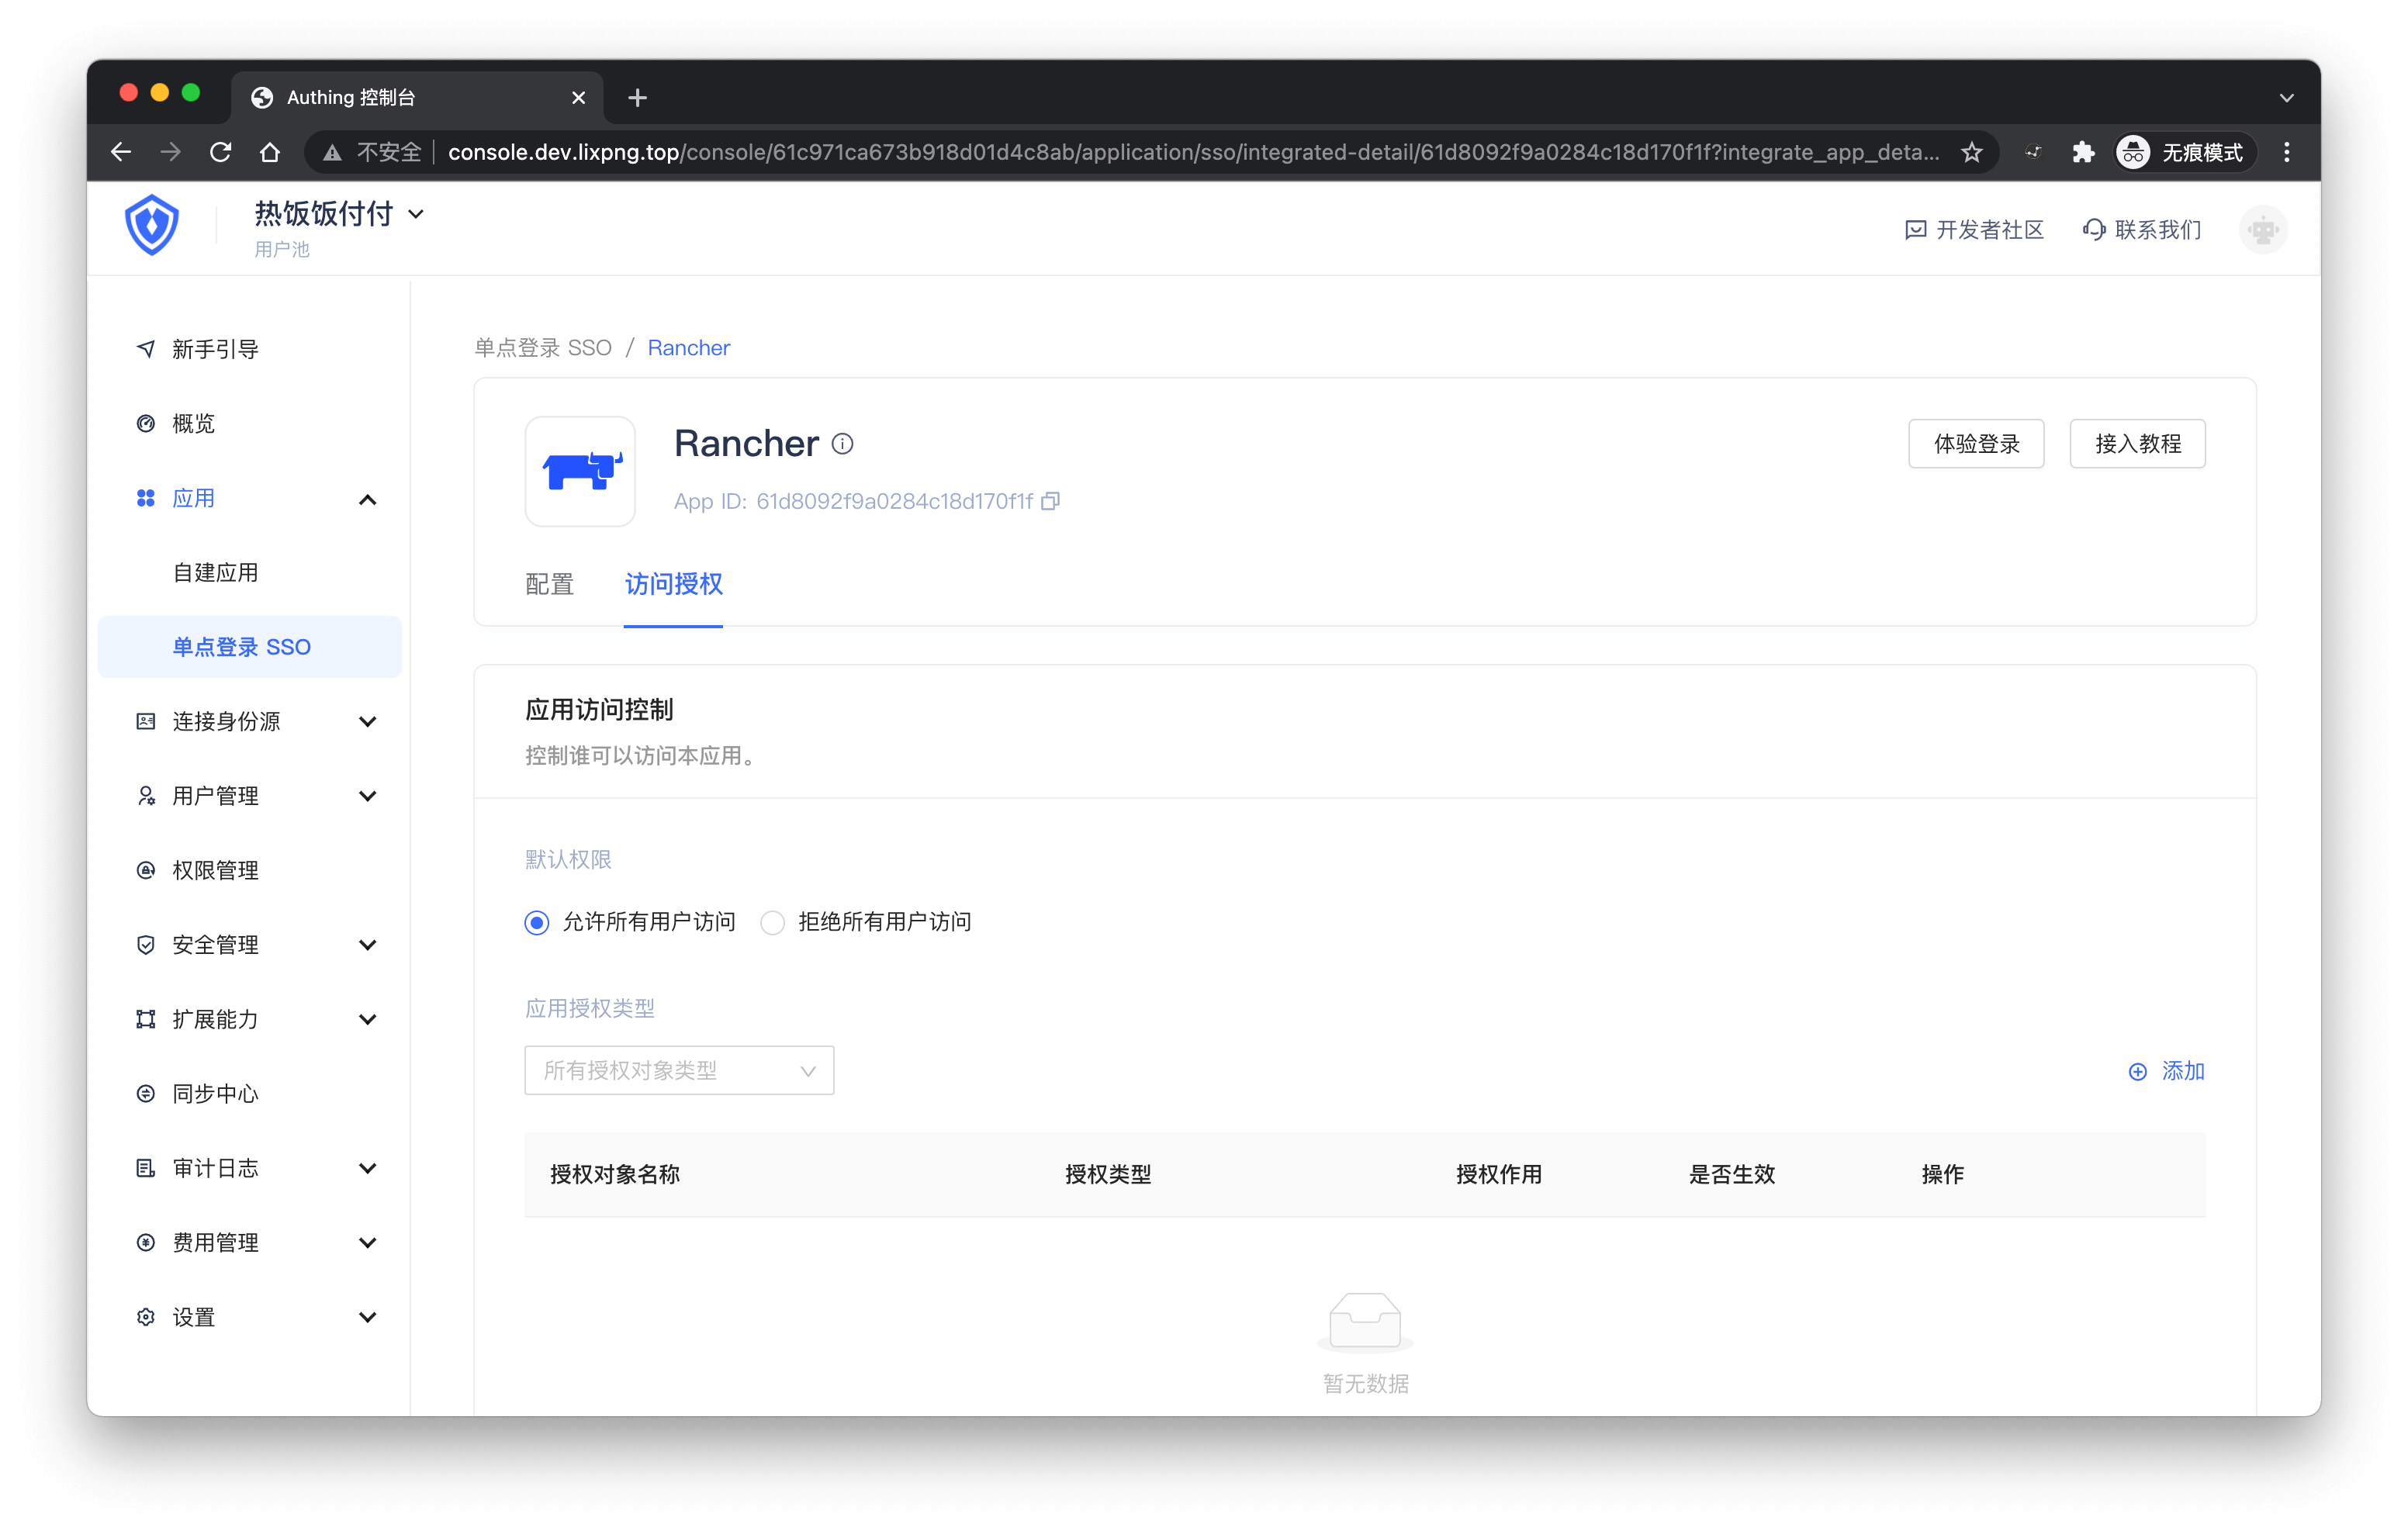 Authing 控制台
不安全 console.dev.lixpng.top/console/61c971ca673b918d01d4c8ab/application/sso/integrated-detail/61d8092f9a0284c18d170f1f?integrate_app_deta... 无痕模式
热饭饭付付
用户池
开发者社区 联系我们
新手引导
概览
应用
自建应用
单点登录 SSO
连接身份源
用户管理
权限管理
安全管理
扩展能力
同步中心
审计日志
费用管理
设置
单点登录 SSO / Rancher
Rancher
App ID: 61d8092f9a0284c18d170f1f
体验登录 接入教程
配置 访问授权
应用访问控制
控制谁可以访问本应用。
默认权限
允许所有用户访问 拒绝所有用户访问
应用授权类型
所有授权对象类型
添加
授权对象名称 授权类型 授权作用 是否生效 操作
暂无数据